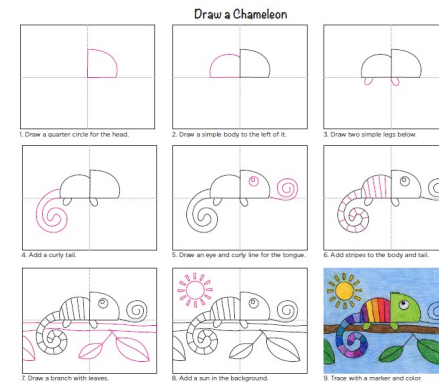 Draw a Chameleon
1. Draw a quarter circle for the head.
2. Draw a simple body to the left of it.
3. Draw two simple legs below.
4. Add a curly tail.
5. Draw an eye and curly line for the tongue.
6. Add stripes to the body and tail.
7. Draw a branch with leaves.
8. Add a sun in the background.
9. Trace with a marker and color.